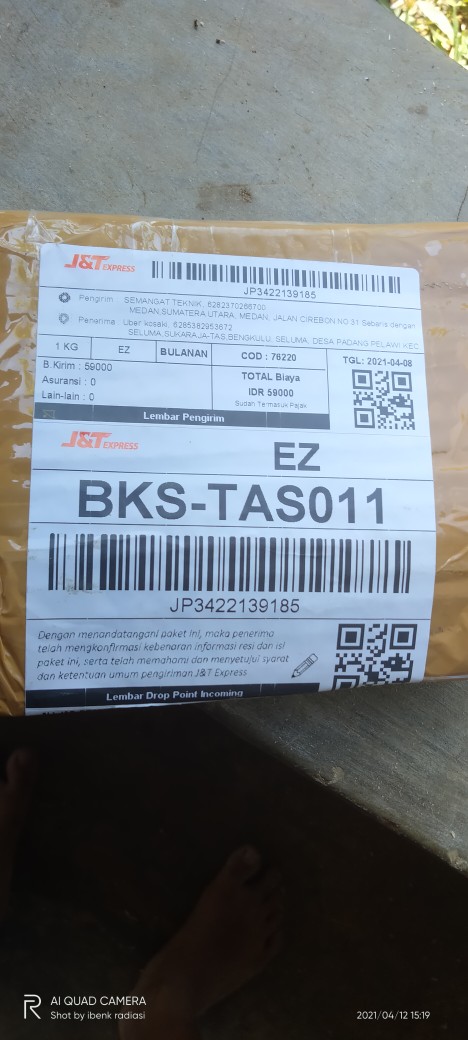 J&T EXPRESS
JP3422139185
Pengirim : SEMANGAT TEKNIK, 6282370266700
MEDAN,SUMATERA UTARA, MEDAN, JALAN CIREBON NO 31 Sebaris dengan
Penerima : Uber kosaki, 6285382953672
SELUMA,SUKARAJA-TAS,BENGKULU, SELUMA, DESA PADANG PELAWI KEC
1 KG EZ BULANAN COD : 76220 TGL: 2021-04-08
B.Kirim : 59000
Asuransi : 0
Lain-lain : 0
TOTAL Biaya
IDR 59000
Sudah Termasuk Pajak
Lembar Pengirim
J&T EXPRESS
EZ
BKS-TAS011
JP3422139185
Dengan menandatangani paket ini, maka penerima
telah mengkonfirmasi kebenaran informasi resi dan isi
paket ini, serta telah memahami dan menyetujui syarat
dan ketentuan umum pengiriman J&T Express
Lembar Drop Point Incoming
AI QUAD CAMERA
Shot by ibenk radiasi
2021/04/12 15:19